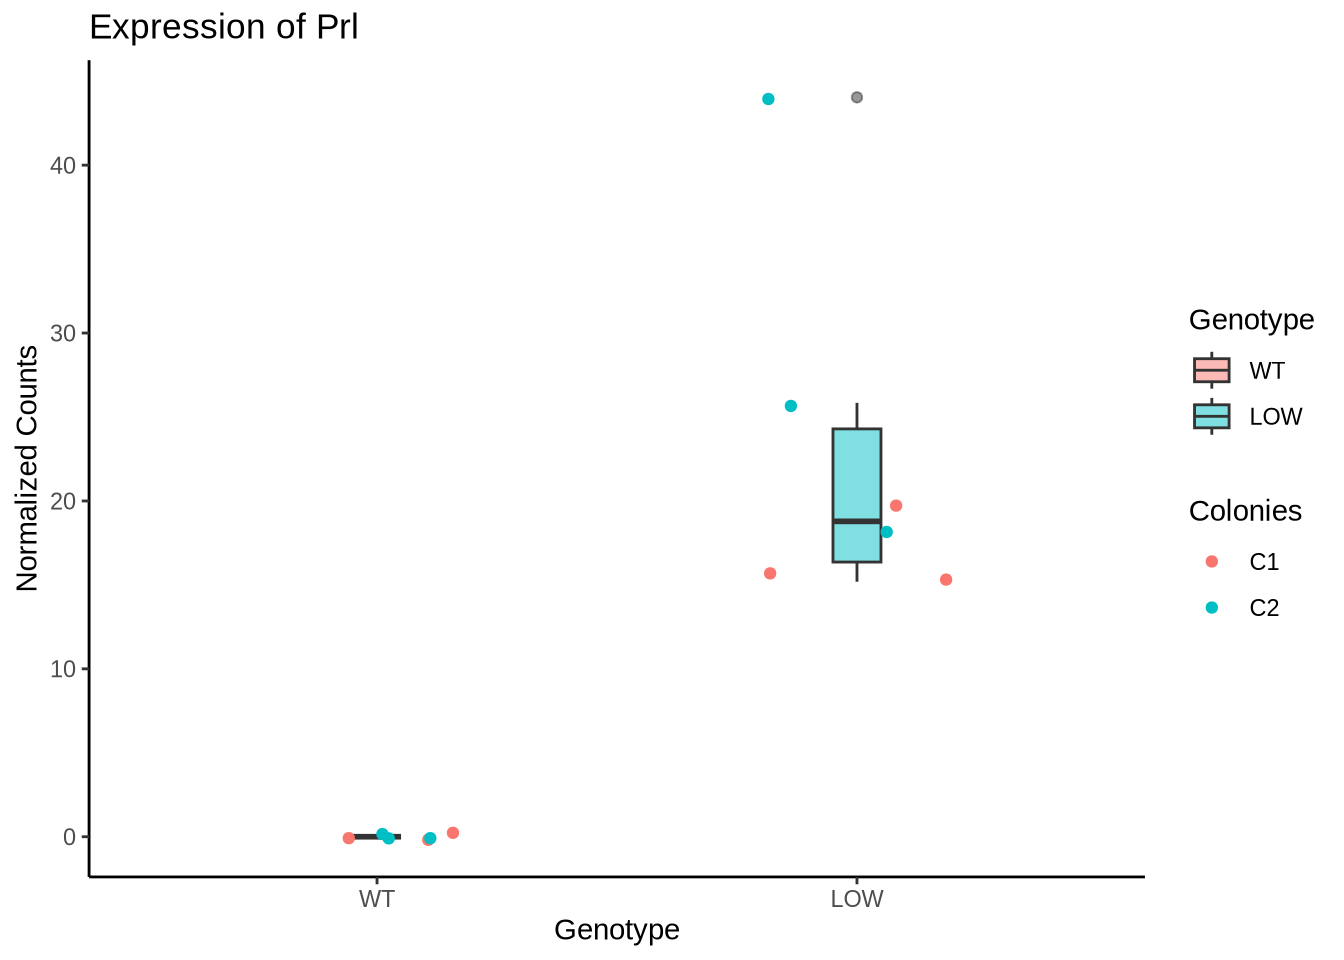 Expression of Prl
Normalized Counts
40
30
20
10
0
WT
LOW
Genotype
Genotype
WT
LOW
Colonies
C1
C2